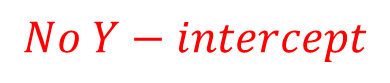 No Y − intercept